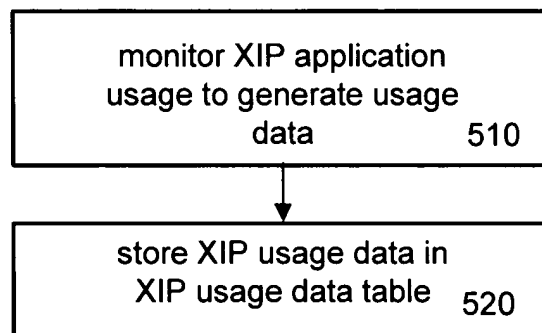 monitor XIP application
usage to generate usage
data 510
store XIP usage data in
XIP usage data table 520